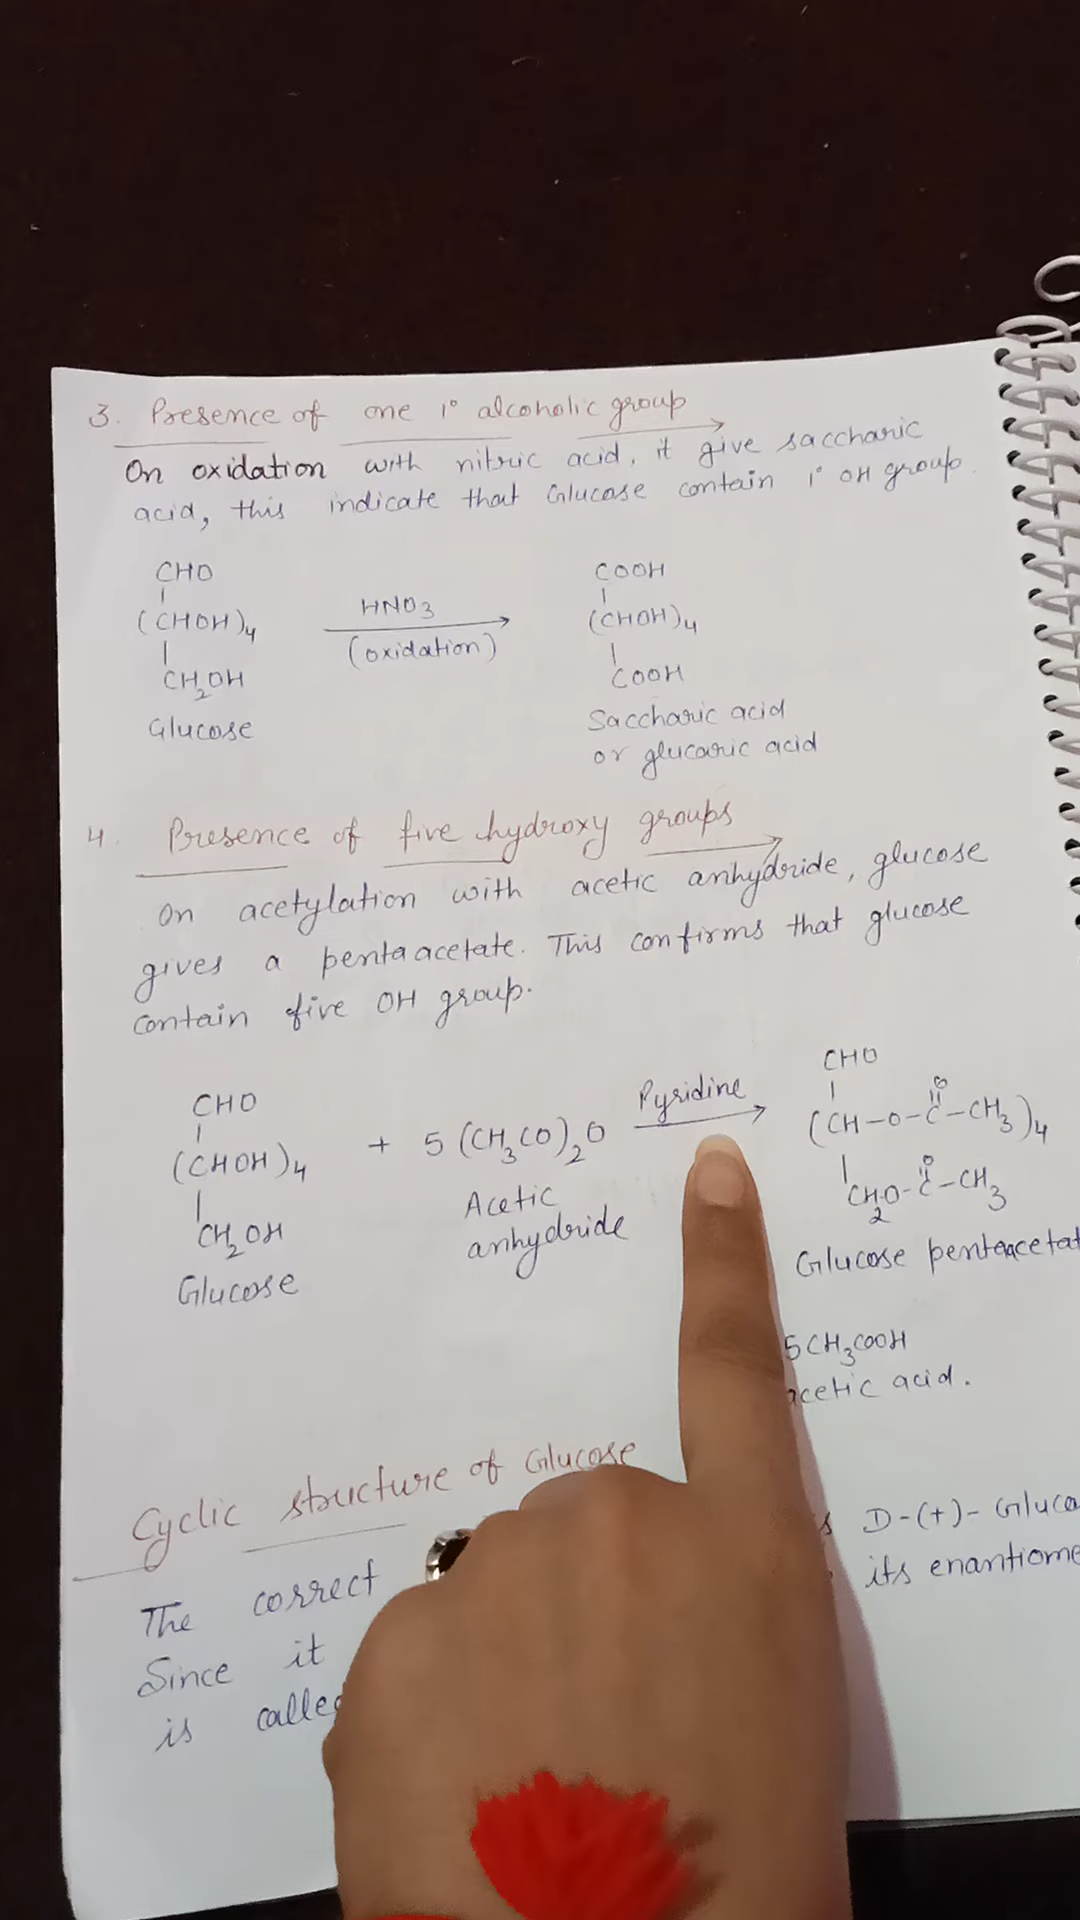 3. Presence of one 1° alcoholic group
On oxidation with nitric acid, it give saccharic
acid, this indicate that Glucose contain 1° OH group.
CHO
(CHOH)4
CH2OH
Glucose
HNO3
(oxidation)
COOH
(CHOH)4
COOH
Saccharic acid
or glucaric acid
4. Presence of five hydroxy groups
On acetylation with acetic anhydride, glucose
gives a pentaacetate. This confirms that glucose
contain five OH group.
CHO
(CHOH)4
CH2OH
Glucose
+ 5 (CH3CO)2O
Acetic
anhydride
Pyridine
CHO
O
(CH-O-C-CH3)4
O
CH2O-C-CH3
Glucose pentaacetat
5CH3COOH
acetic acid.
Cyclic structure of Glucose
The correct D-(+)- Gluco
Since it its enantiome
is called